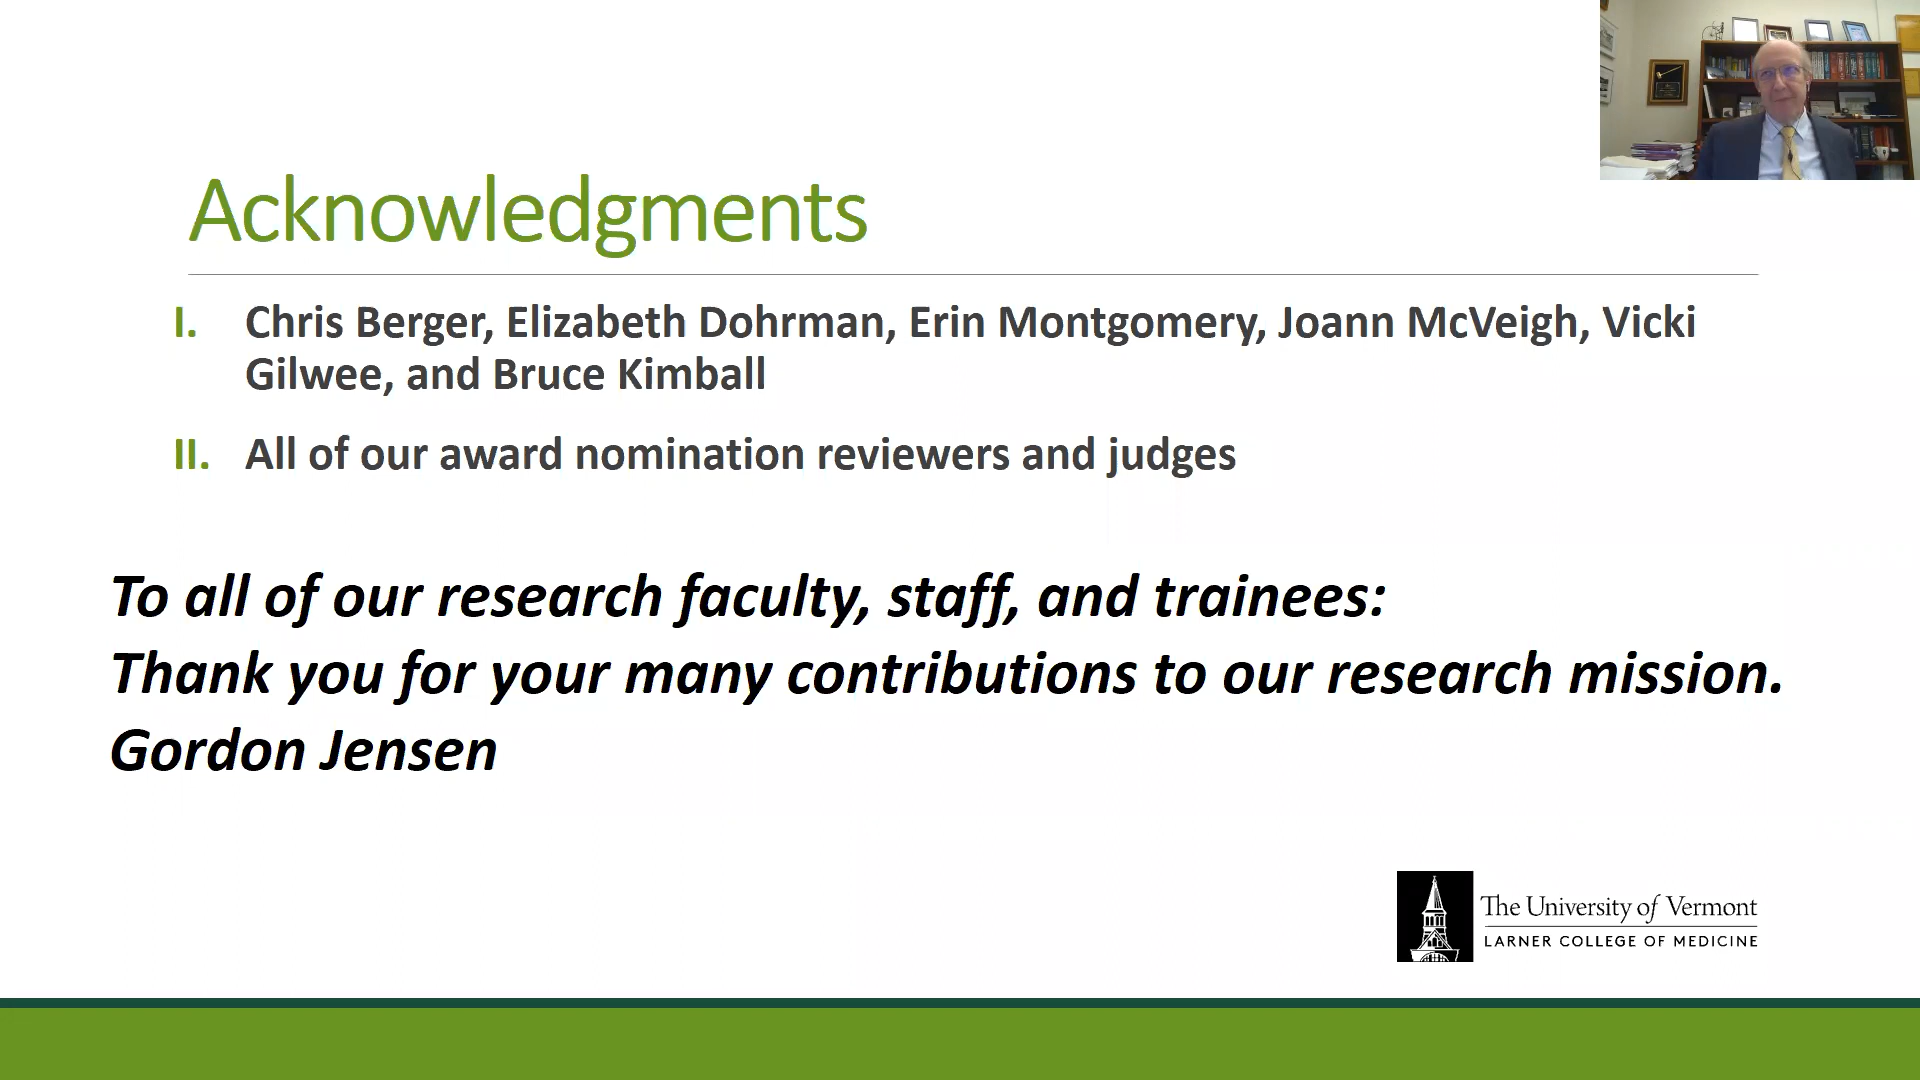 Acknowledgments
I. Chris Berger, Elizabeth Dohrman, Erin Montgomery, Joann McVeigh, Vicki
Gilwee, and Bruce Kimball
II. All of our award nomination reviewers and judges
To all of our research faculty, staff, and trainees:
Thank you for your many contributions to our research mission.
Gordon Jensen
The University of Vermont
LARNER COLLEGE OF MEDICINE